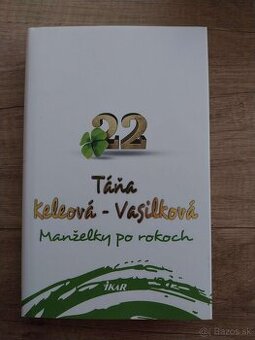 22
Táňa
Keleová - Vasilková
Manželky po rokoch
IKAR
Bazos.sk